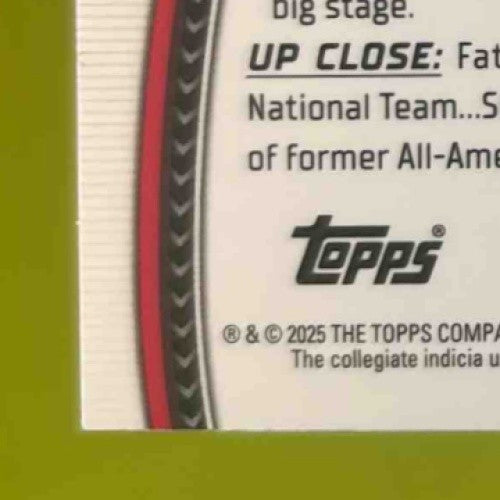 big stage.
UP CLOSE: Fat
National Team...S
of former All-Ame
topps®
® & © 2025 THE TOPPS COMPA
The collegiate indicia u